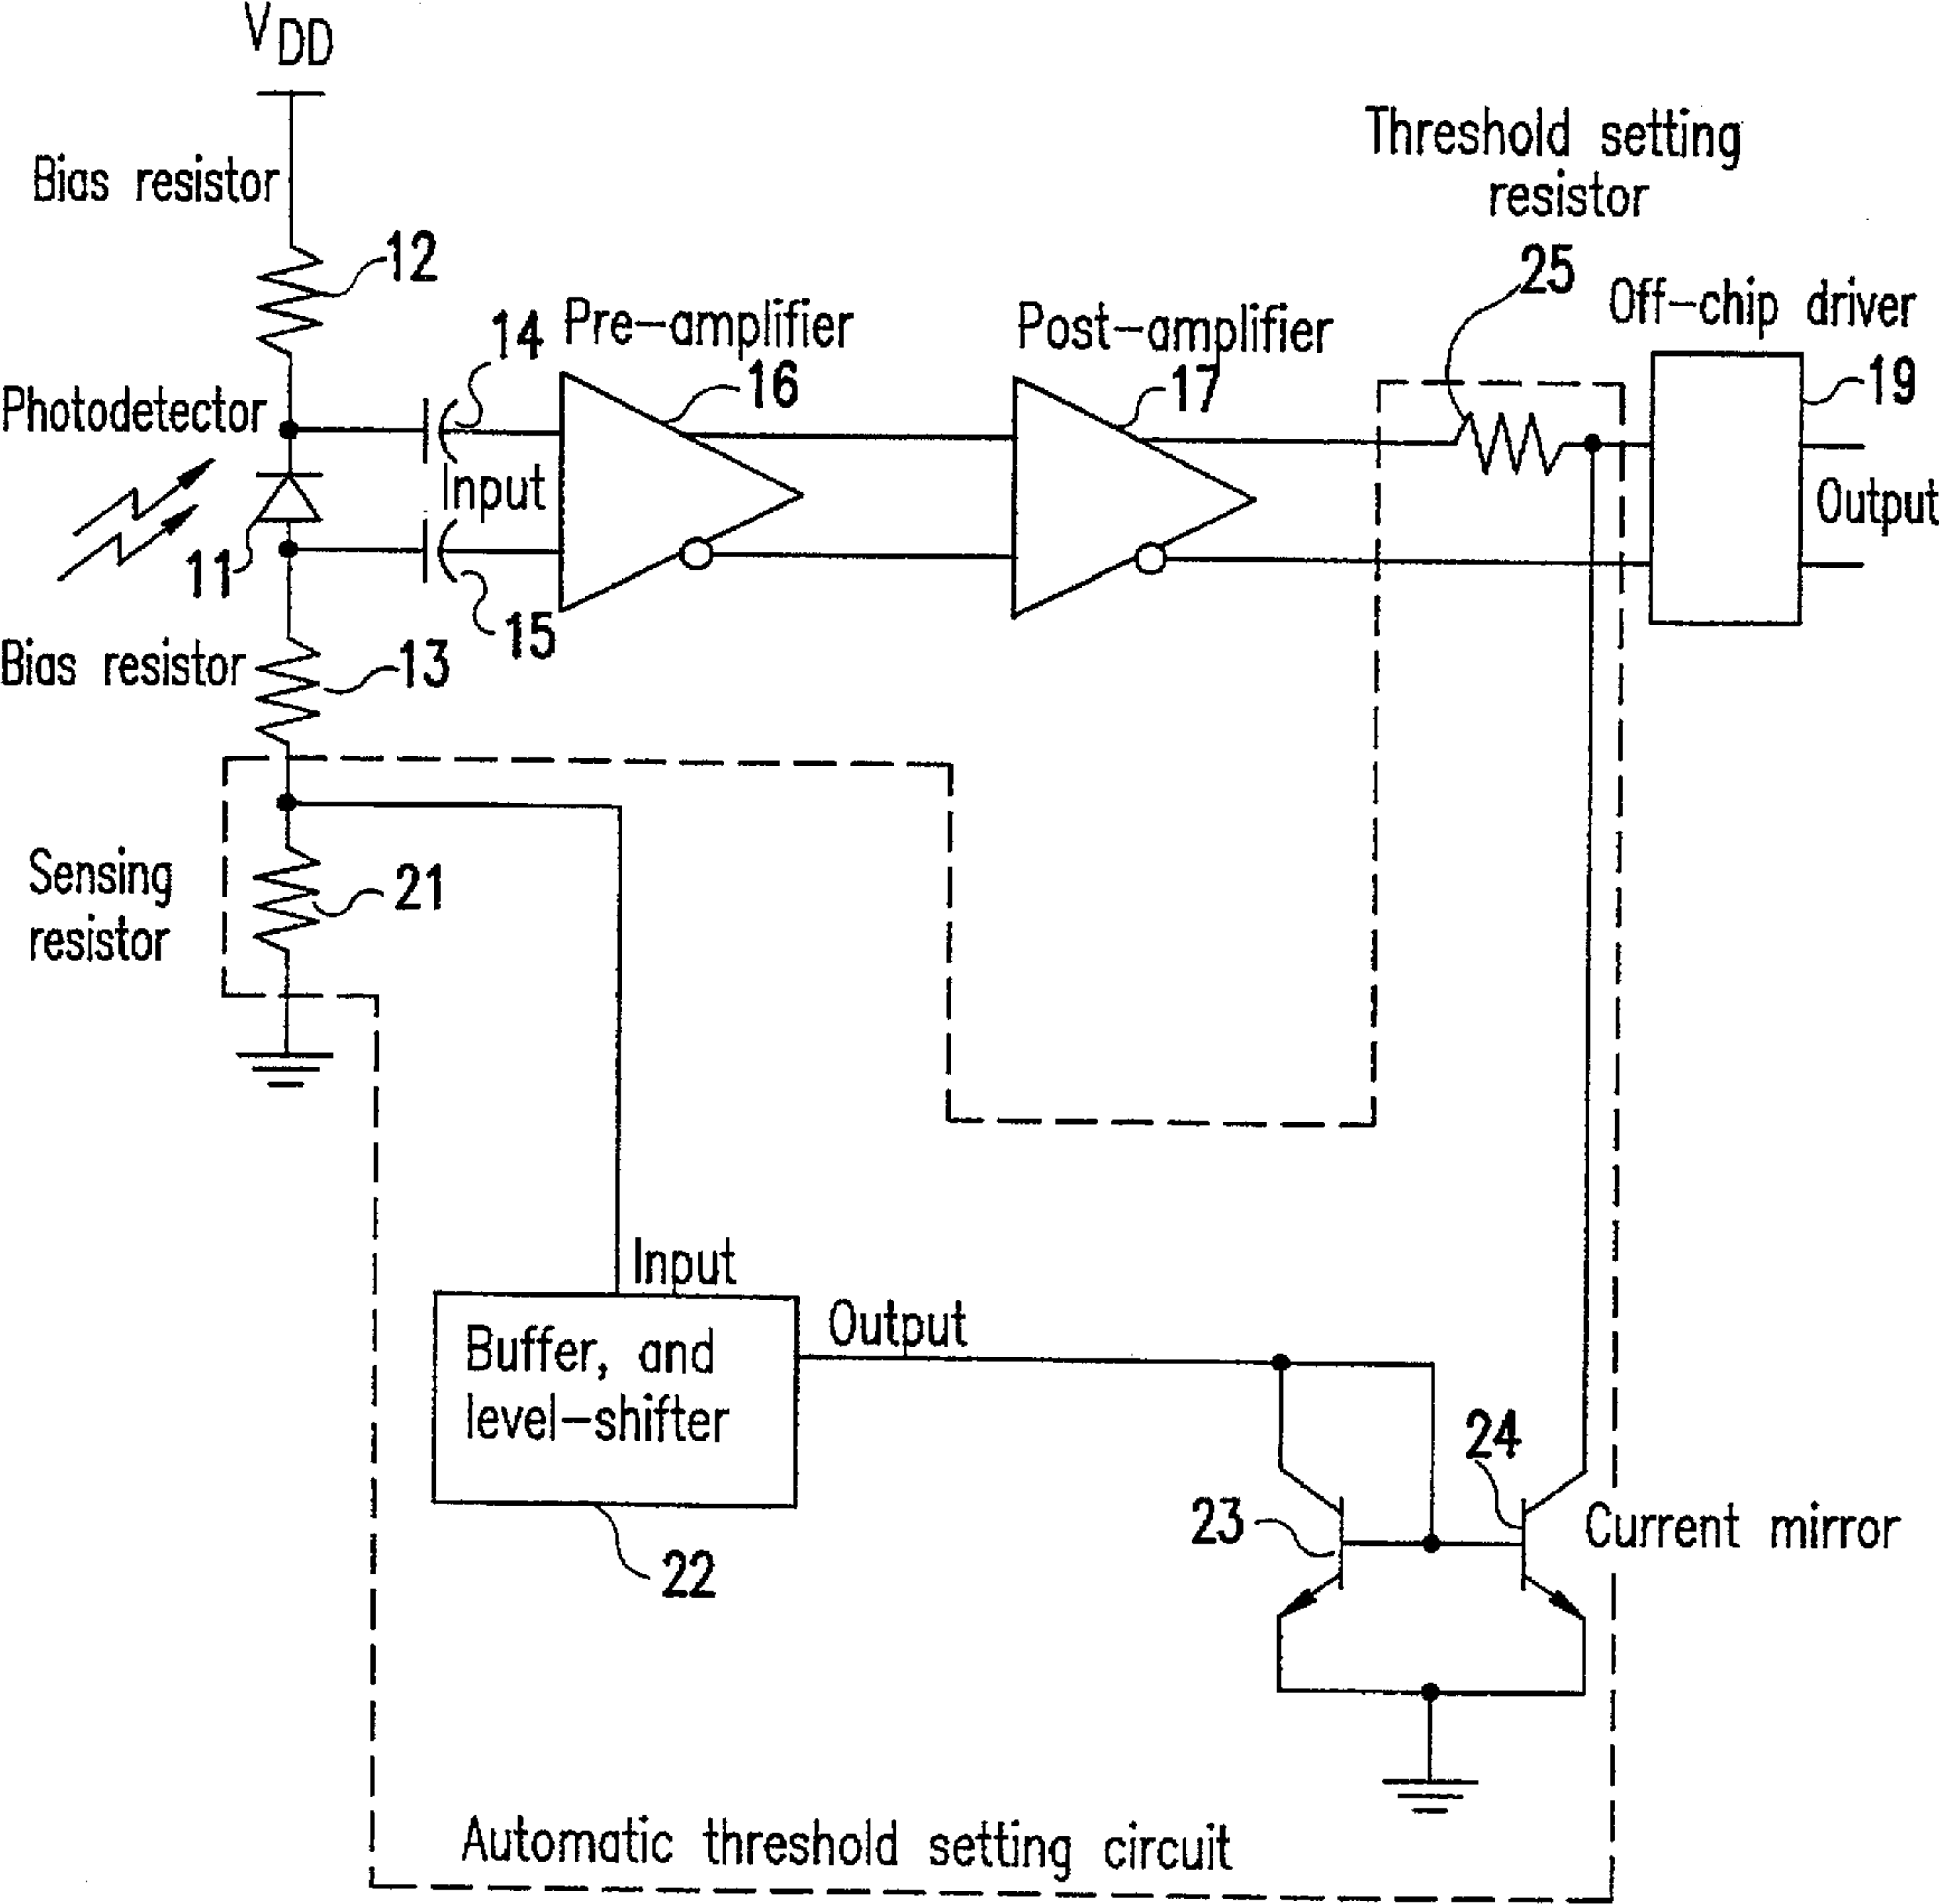 VDD
Bias resistor
12
Threshold setting
resistor
25
Off-chip driver
19
14
Pre-amplifier
16
Post-amplifier
17
Photodetector
Input
Output
11
15
Bias resistor
13
Sensing
resistor
21
Input
Output
Buffer, and
level-shifter
22
23
24
Current mirror
Automatic threshold setting circuit